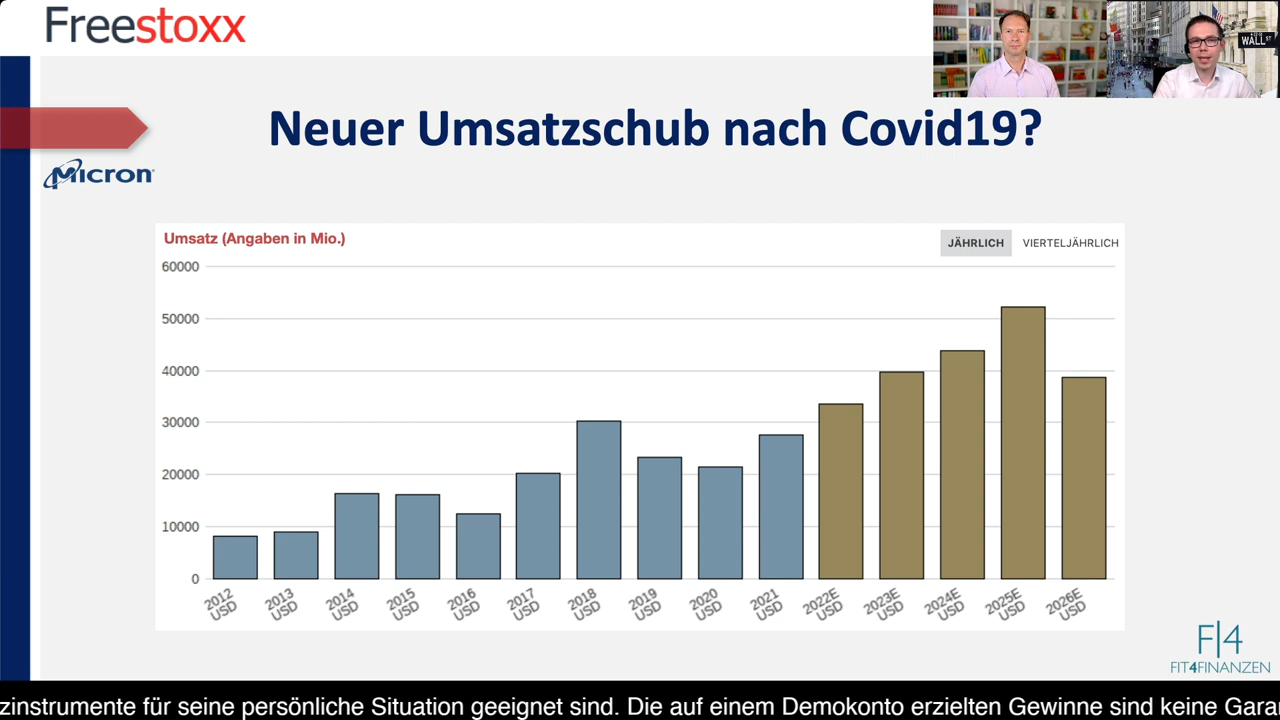 Freestoxx
WALL ST
Neuer Umsatzschub nach Covid19?
Micron
Umsatz (Angaben in Mio.)
JÄHRLICH
VIERTELJÄHRLICH
60000
50000
40000
30000
20000
10000
0
2012 USD
2013 USD
2014 USD
2015 USD
2016 USD
2017 USD
2018 USD
2019 USD
2020 USD
2021 USD
2022E USD
2023E USD
2024E USD
2025E USD
2026E USD
F|4
FIT4FINANZEN
zinstrumente für seine persönliche Situation geeignet sind. Die auf einem Demokonto erzielten Gewinne sind keine Gara